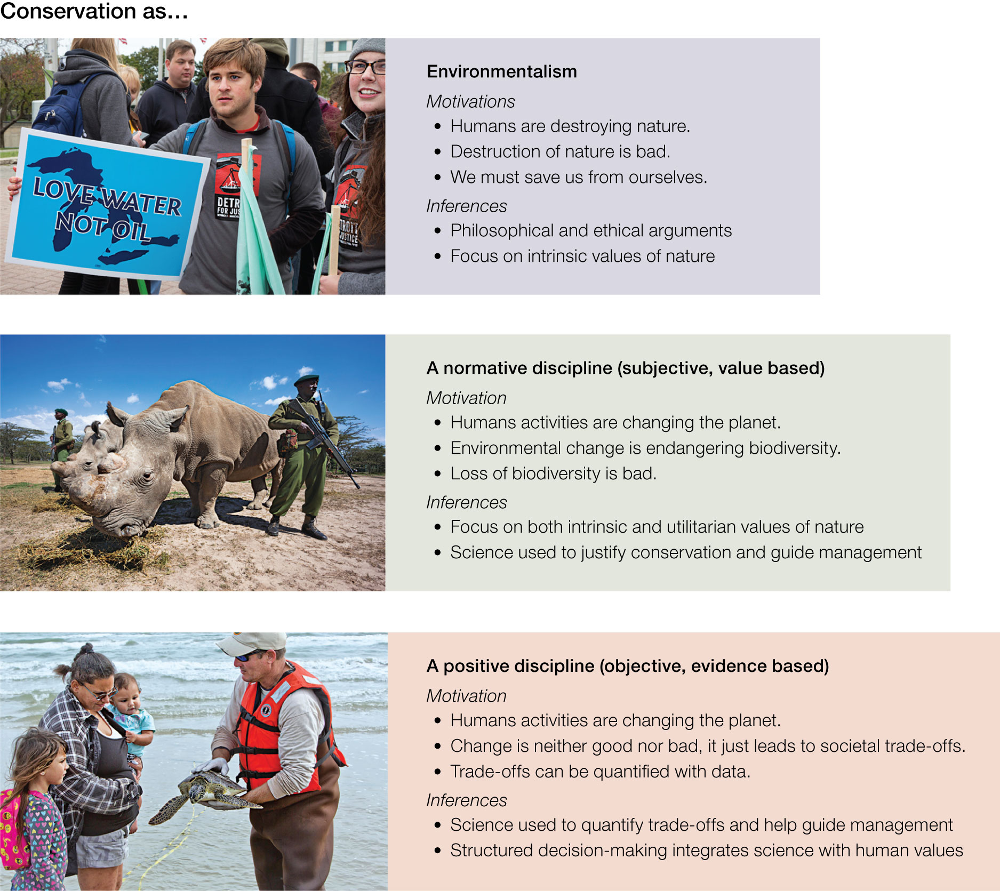 Conservation as…
LOVE WATER
NOT OIL
DETR
FOR JUS
TROIT
JUSTICE
Environmentalism
Motivations
• Humans are destroying nature.
• Destruction of nature is bad.
• We must save us from ourselves.
Inferences
• Philosophical and ethical arguments
• Focus on intrinsic values of nature
A normative discipline (subjective, value based)
Motivation
• Humans activities are changing the planet.
• Environmental change is endangering biodiversity.
• Loss of biodiversity is bad.
Inferences
• Focus on both intrinsic and utilitarian values of nature
• Science used to justify conservation and guide management
A positive discipline (objective, evidence based)
Motivation
• Humans activities are changing the planet.
• Change is neither good nor bad, it just leads to societal trade-offs.
• Trade-offs can be quantified with data.
Inferences
• Science used to quantify trade-offs and help guide management
• Structured decision-making integrates science with human values